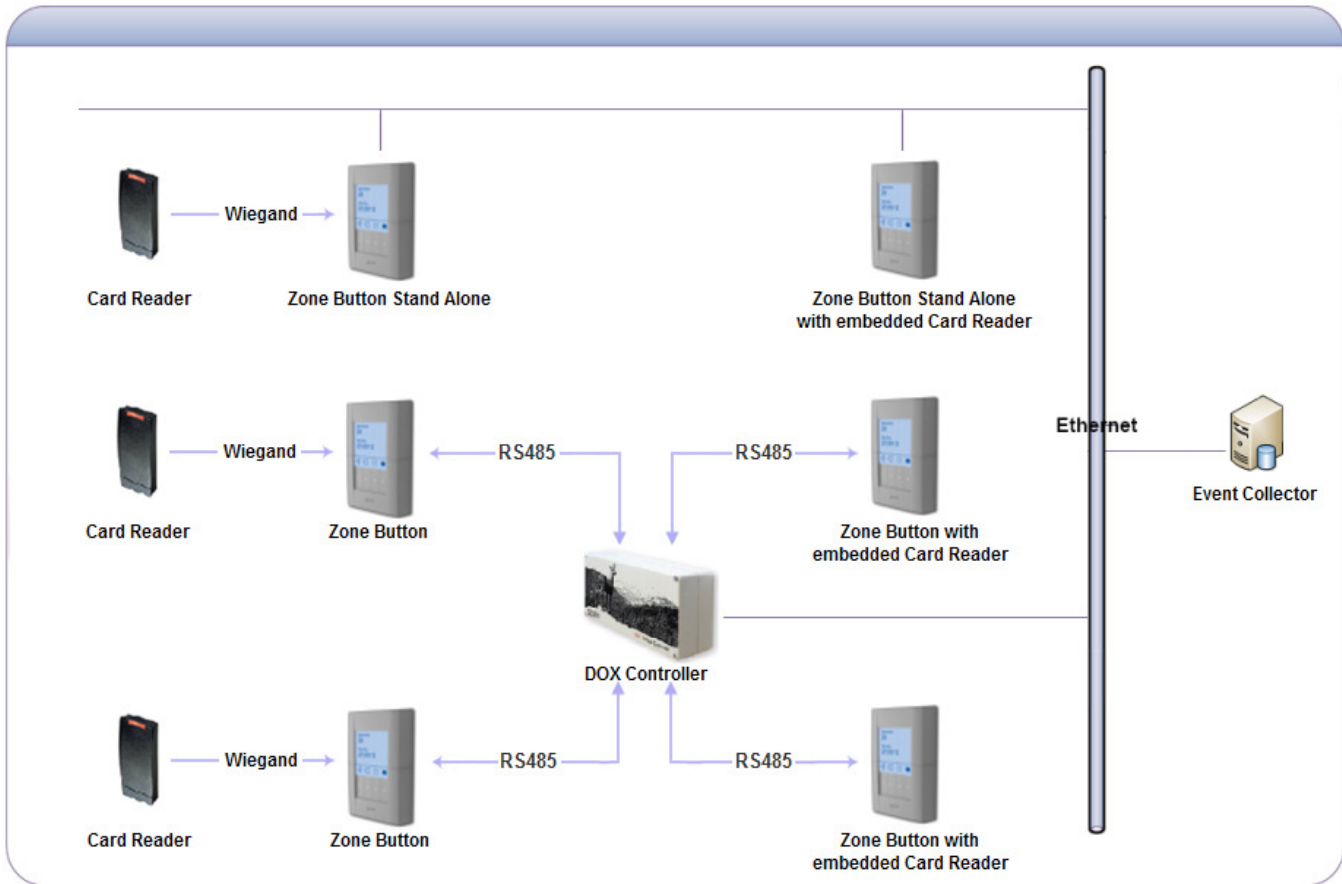 Wiegand
Card Reader
Zone Button Stand Alone
Zone Button Stand Alone
with embedded Card Reader
Wiegand
RS485
RS485
Ethernet
Card Reader
Zone Button
Zone Button with
embedded Card Reader
Event Collector
DOX Controller
Wiegand
RS485
RS485
Card Reader
Zone Button
Zone Button with
embedded Card Reader